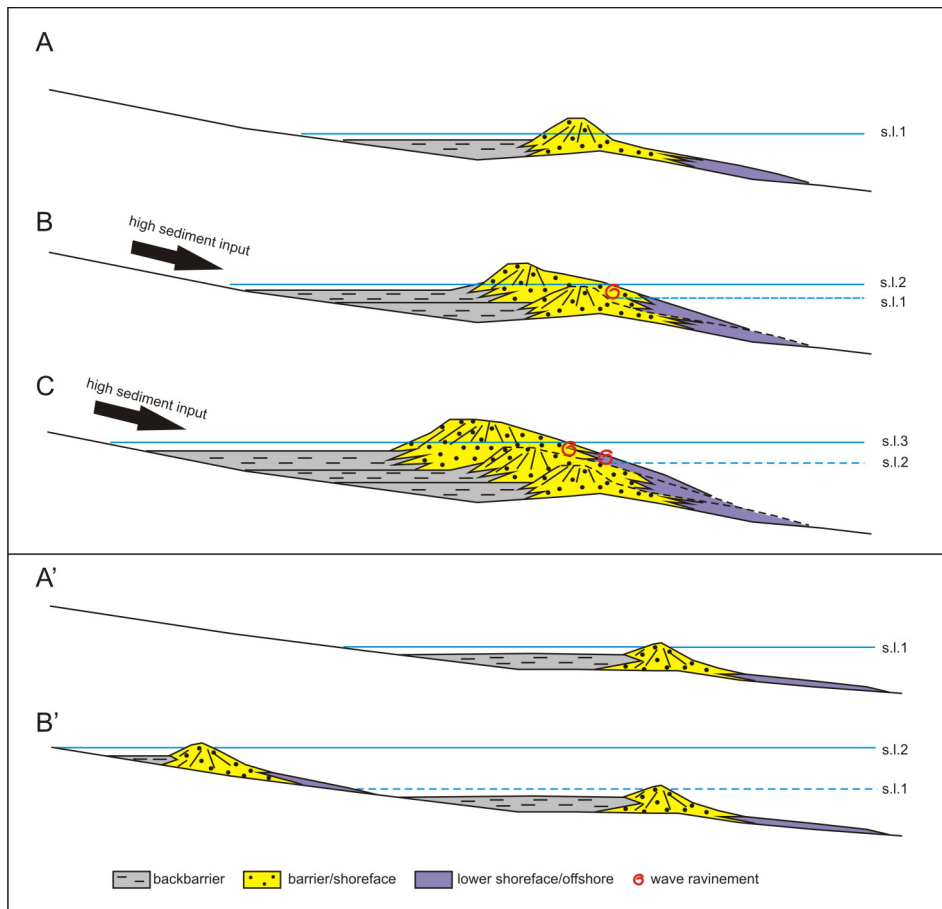 A
s.l.1
B
high sediment input
s.l.2
s.l.1
C
high sediment input
s.l.3
s.l.2
A’
s.l.1
B’
s.l.2
s.l.1
backbarrier barrier/shoreface lower shoreface/offshore wave ravinement